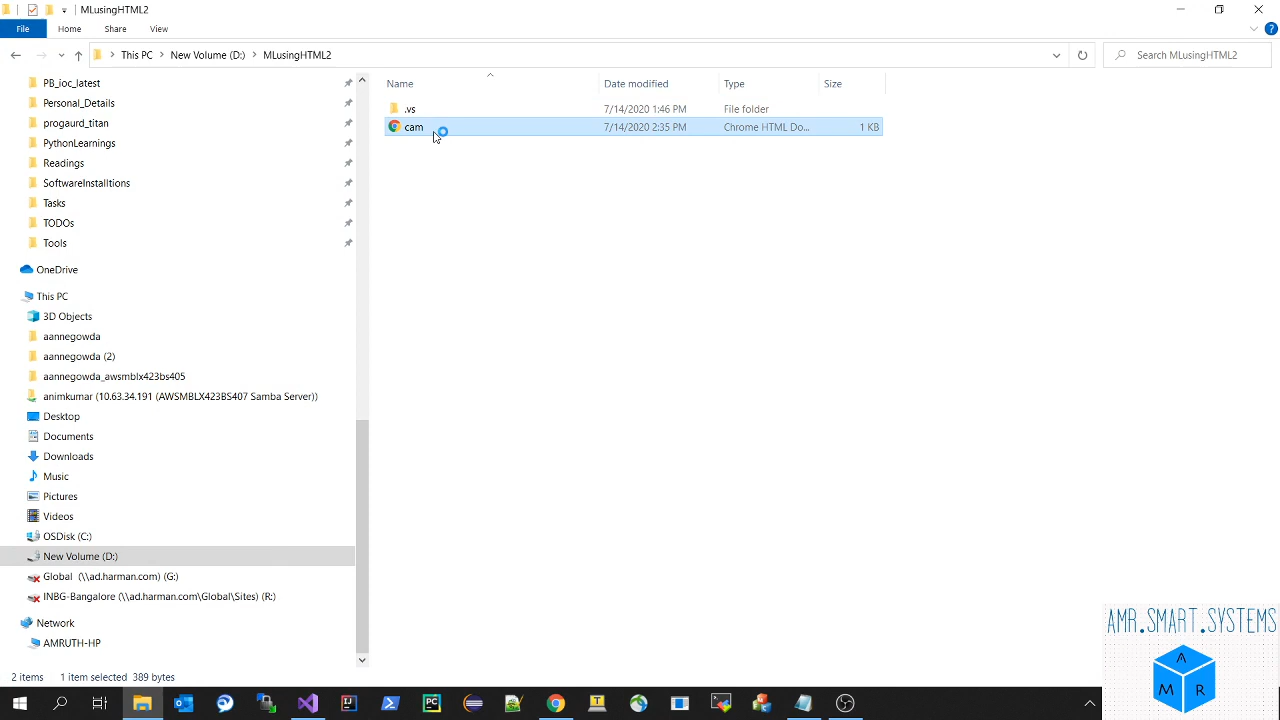 MLusingHTML2
File
Home
Share
View
This PC
New Volume (D:)
MLusingHTML2
Search MLusingHTML2
PB_ioc_latest
Personal_Details
progaurd_titan
PythonLearnings
Readings
SoftwareInstalltions
Tasks
TODOs
Tools
OneDrive
This PC
3D Objects
aannegowda
aannegowda (2)
aannegowda_awsmblx423bs405
animkumar (10.63.34.191 (AWSMBLX423BS407 Samba Server))
Desktop
Documents
Downloads
Music
Pictures
Videos
OSDisk (C:)
New Volume (D:)
Global (\\ad.harman.com) (G:)
INBG-Bangalore (\\ad.harman.com\Global\Sites) (R:)
Network
AMRUTH-HP
Name Date modified Type Size
.vs 7/14/2020 1:46 PM File folder
cam 7/14/2020 2:35 PM Chrome HTML Do... 1 KB
2 items 1 item selected 389 bytes
AMR.SMART.SYSTEMS
A
M R